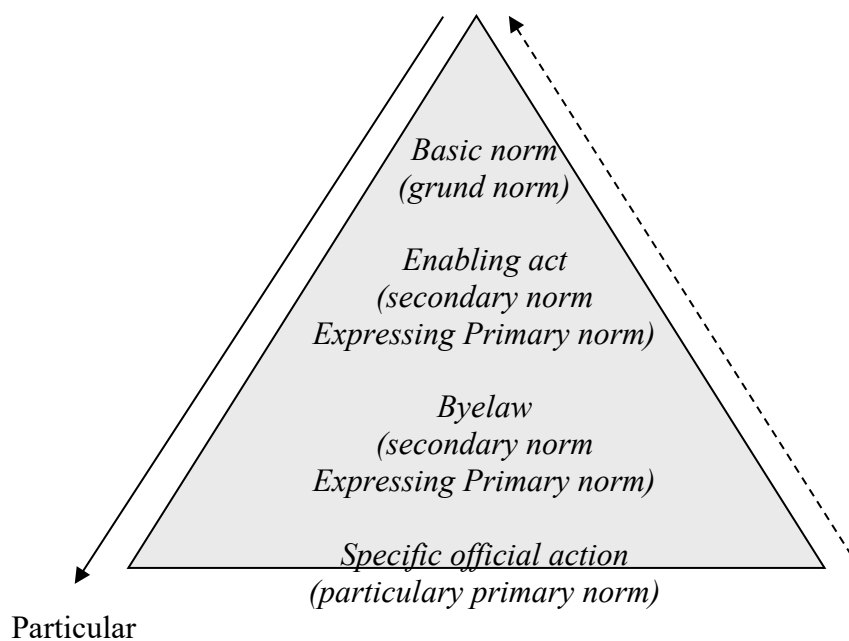 Basic norm
(grund norm)
Enabling act
(secondary norm
Expressing Primary norm)
Byelaw
(secondary norm
Expressing Primary norm)
Specific official action
(particulary primary norm)
Particular